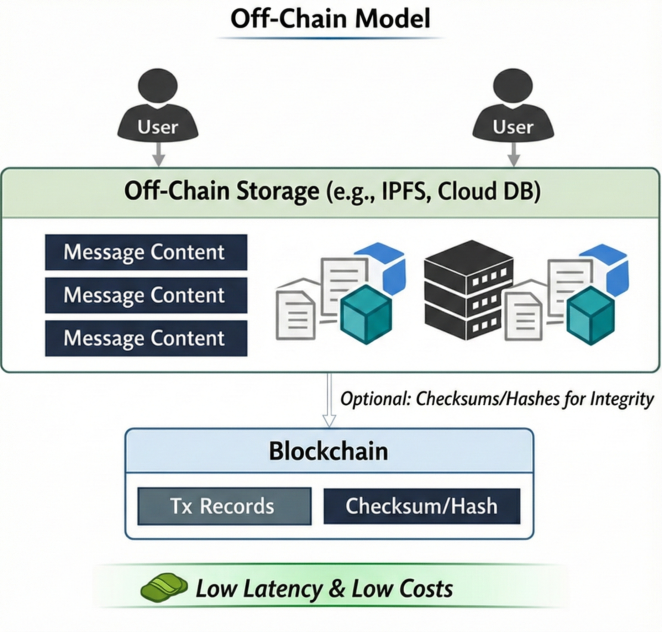 Off-Chain Model
User
User
Off-Chain Storage (e.g., IPFS, Cloud DB)
Message Content
Message Content
Message Content
Optional: Checksums/Hashes for Integrity
Blockchain
Tx Records
Checksum/Hash
Low Latency & Low Costs